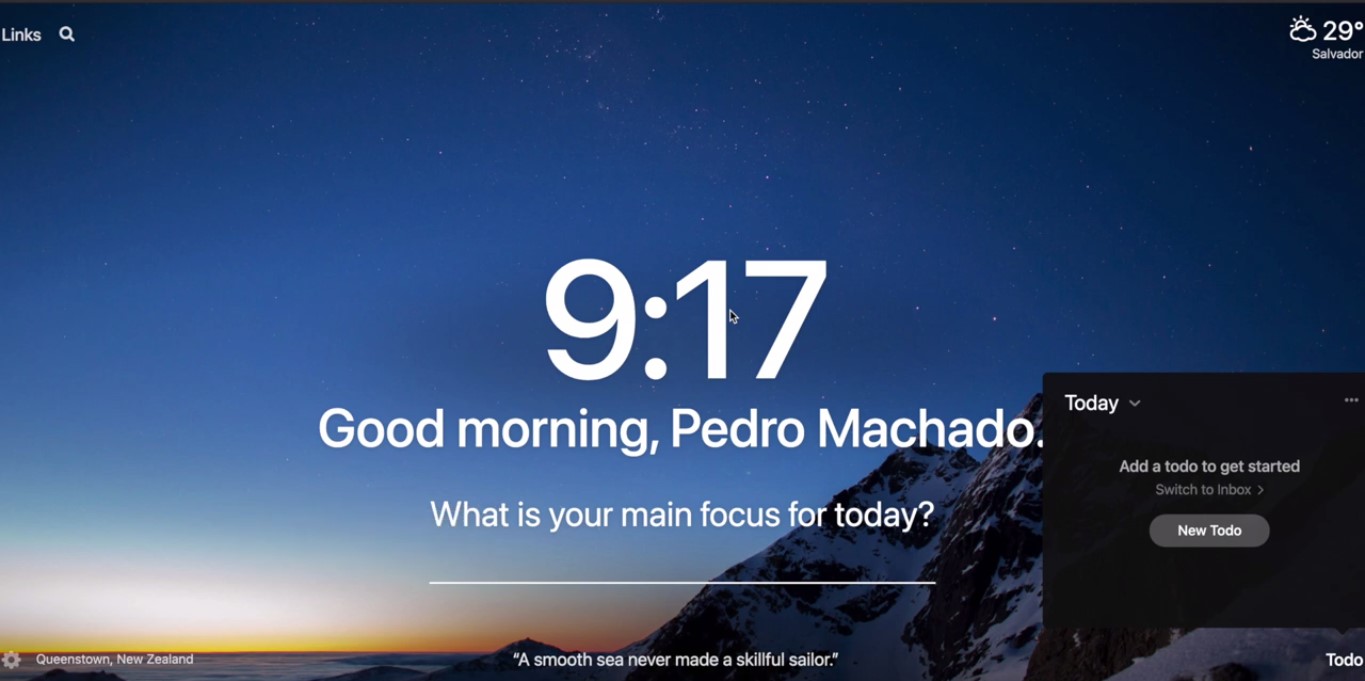 Links
29°
Salvador
9:17
Good morning, Pedro Machado.
What is your main focus for today?
Today
Add a todo to get started
Switch to Inbox >
New Todo
Queenstown, New Zealand
“A smooth sea never made a skillful sailor.”
Todo